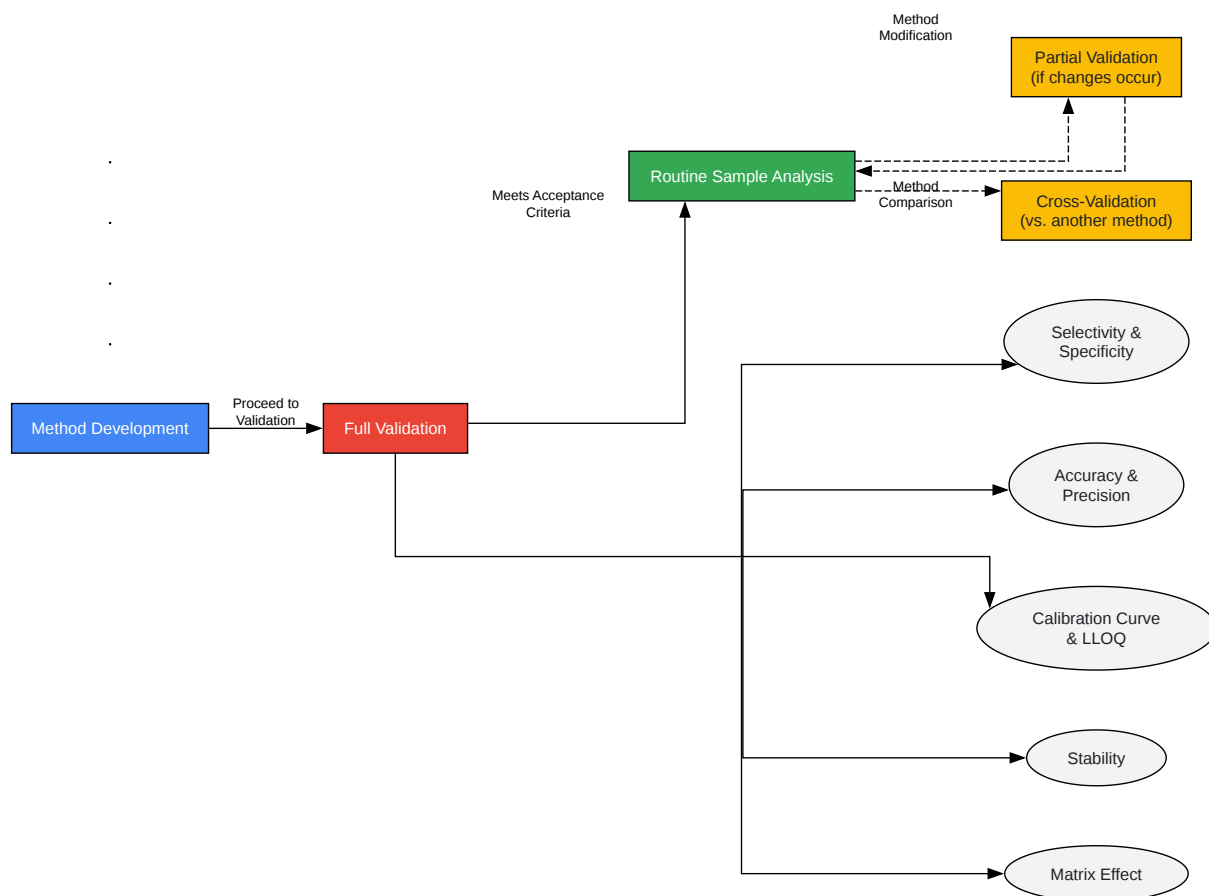 Method
Modification
Partial Validation
(if changes occur)
Routine Sample Analysis
Meets Acceptance
Criteria
Method
Comparison
Cross-Validation
(vs. another method)
Selectivity &
Specificity
Method Development
Proceed to
Validation
Full Validation
Accuracy &
Precision
Calibration Curve
& LLOQ
Stability
Matrix Effect